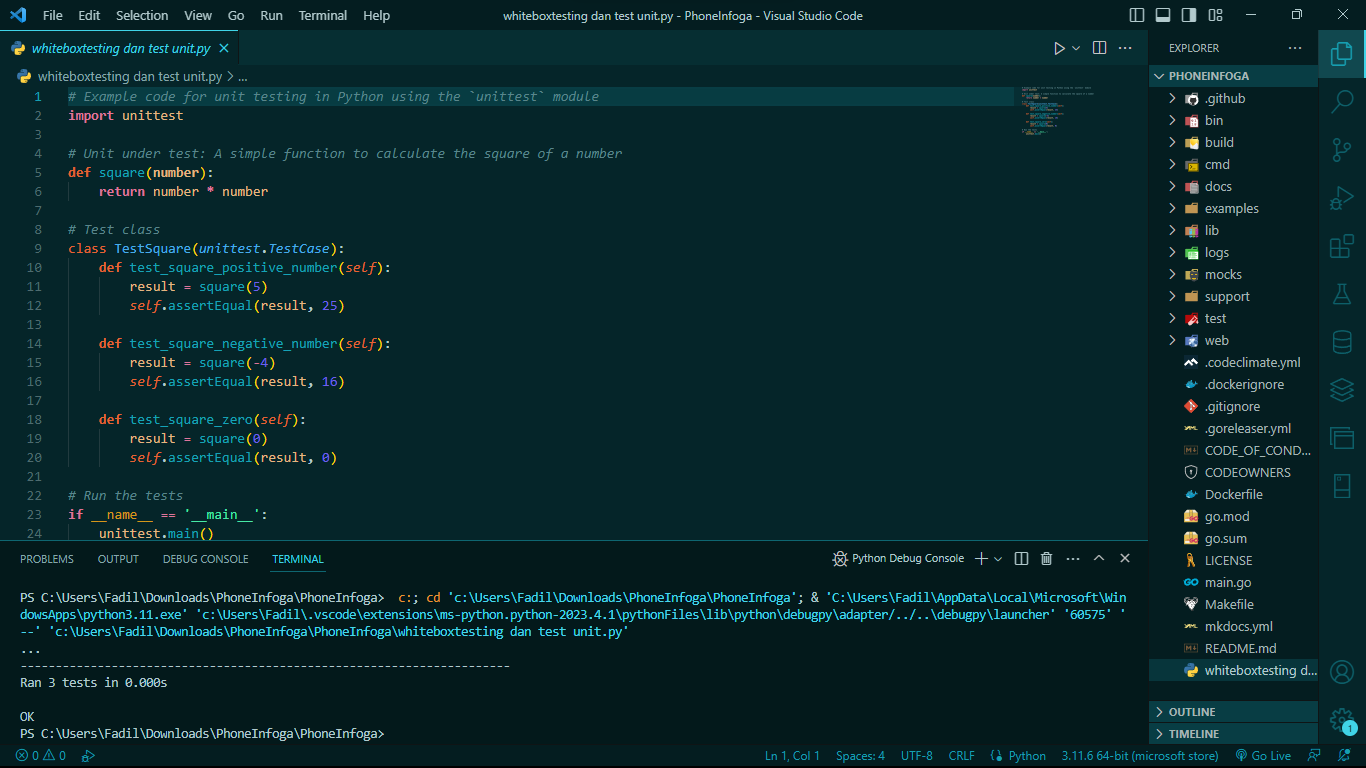 File Edit Selection View Go Run Terminal Help whiteboxtesting dan test unit.py - PhoneInfoga - Visual Studio Code
whiteboxtesting dan test unit.py
whiteboxtesting dan test unit.py > ...
1 # Example code for unit testing in Python using the `unittest` module
2 import unittest
3
4 # Unit under test: A simple function to calculate the square of a number
5 def square(number):
6     return number * number
7
8 # Test class
9 class TestSquare(unittest.TestCase):
10     def test_square_positive_number(self):
11         result = square(5)
12         self.assertEqual(result, 25)
13
14     def test_square_negative_number(self):
15         result = square(-4)
16         self.assertEqual(result, 16)
17
18     def test_square_zero(self):
19         result = square(0)
20         self.assertEqual(result, 0)
21
22 # Run the tests
23 if __name__ == '__main__':
24     unittest.main()
PROBLEMS OUTPUT DEBUG CONSOLE TERMINAL Python Debug Console
PS C:\Users\Fadil\Downloads\PhoneInfoga\PhoneInfoga>  c:; cd 'c:\Users\Fadil\Downloads\PhoneInfoga\PhoneInfoga'; & 'C:\Users\Fadil\AppData\Local\Microsoft\Win
dowsApps\python3.11.exe' 'c:\Users\Fadil\.vscode\extensions\ms-python.python-2023.4.1\pythonFiles\lib\python\debugpy\adapter/../..\debugpy\launcher' '60575' '
--' 'c:\Users\Fadil\Downloads\PhoneInfoga\PhoneInfoga\whiteboxtesting dan test unit.py'
...
----------------------------------------------------------------------
Ran 3 tests in 0.000s
OK
PS C:\Users\Fadil\Downloads\PhoneInfoga\PhoneInfoga>
EXPLORER
PHONEINFOGA
.github
bin
build
cmd
docs
examples
lib
logs
mocks
support
test
web
.codeclimate.yml
.dockerignore
.gitignore
.goreleaser.yml
CODE_OF_COND...
CODEOWNERS
Dockerfile
go.mod
go.sum
LICENSE
main.go
Makefile
mkdocs.yml
README.md
whiteboxtesting d...
OUTLINE
TIMELINE
1
0 0 Ln 1, Col 1 Spaces: 4 UTF-8 CRLF Python 3.11.6 64-bit (microsoft store) Go Live